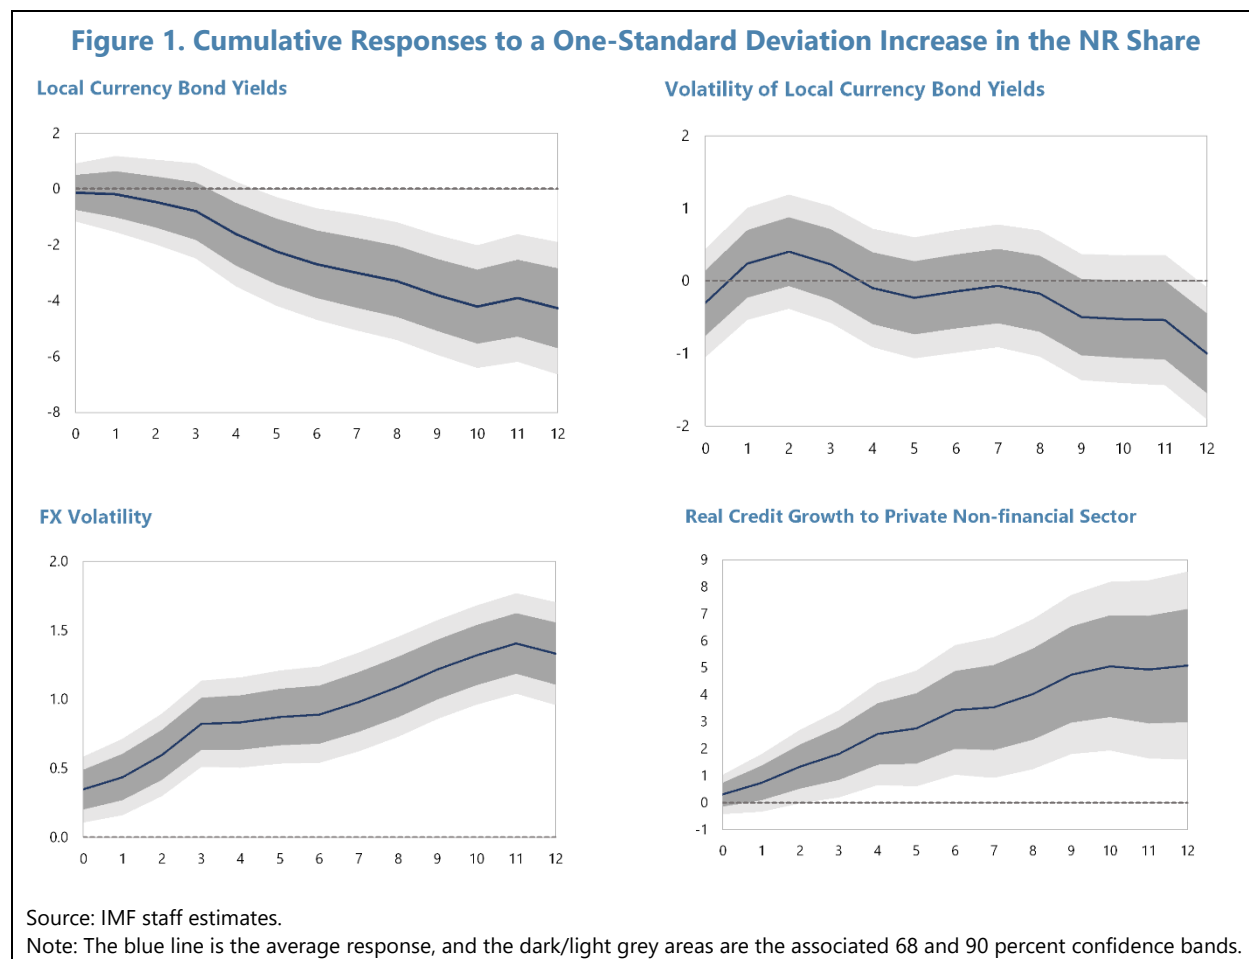 Figure 1. Cumulative Responses to a One-Standard Deviation Increase in the NR Share
Local Currency Bond Yields
2
0
-2
-4
-6
-8
0 1 2 3 4 5 6 7 8 9 10 11 12
Volatility of Local Currency Bond Yields
2
1
0
-1
-2
0 1 2 3 4 5 6 7 8 9 10 11 12
FX Volatility
2.0
1.5
1.0
0.5
0.0
0 1 2 3 4 5 6 7 8 9 10 11 12
Real Credit Growth to Private Non-financial Sector
9
8
7
6
5
4
3
2
1
0
-1
0 1 2 3 4 5 6 7 8 9 10 11 12
Source: IMF staff estimates.
Note: The blue line is the average response, and the dark/light grey areas are the associated 68 and 90 percent confidence bands.